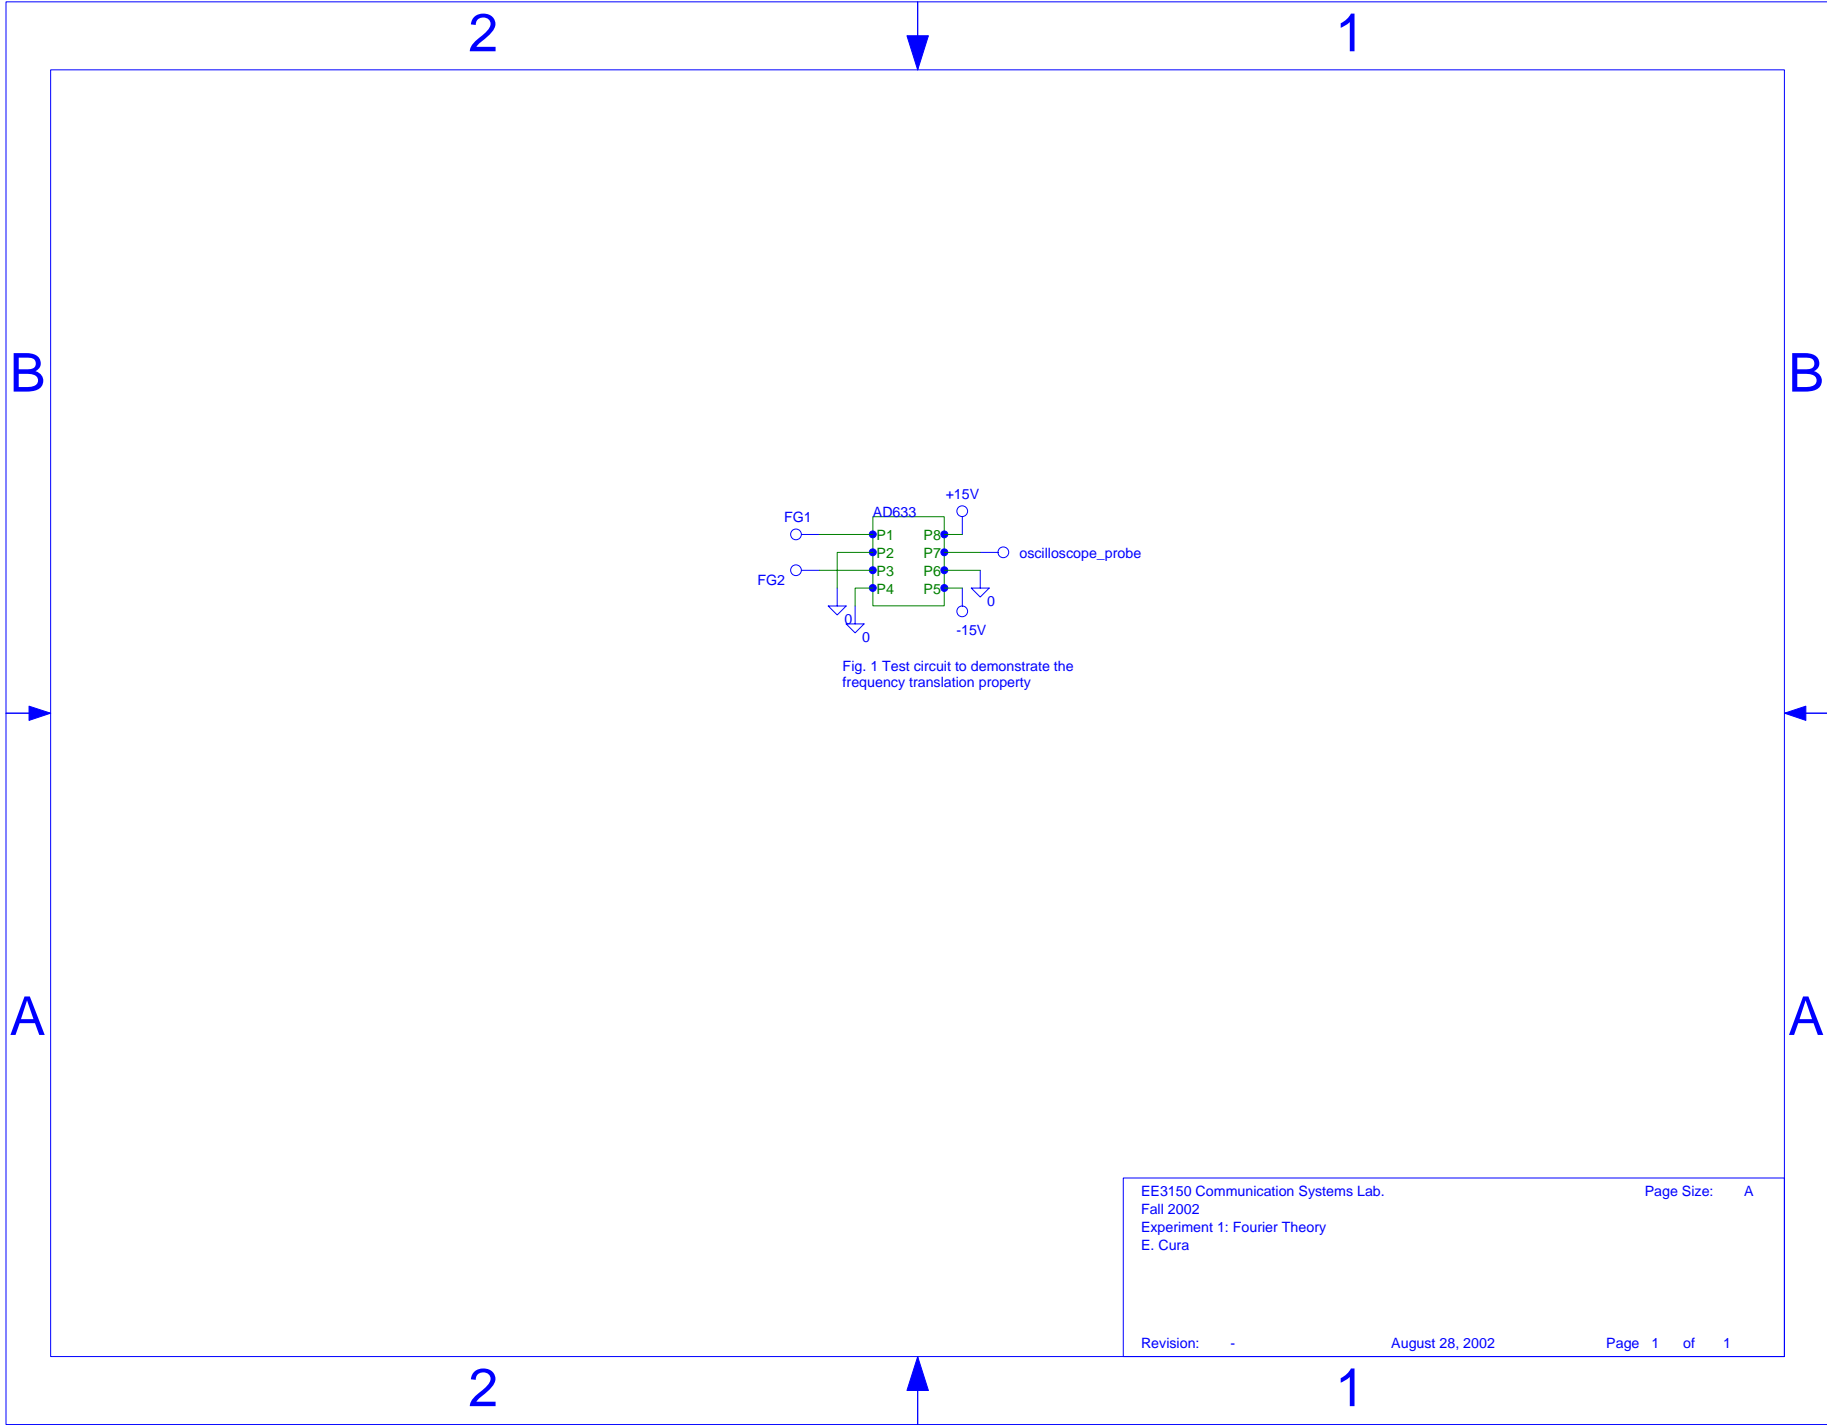 2
1
B
B
+15V
AD633
FG1
P1
P8
P2
P7
oscilloscope_probe
P3
P6
FG2
P4
P5
0
0
0
-15V
Fig. 1 Test circuit to demonstrate the
frequency translation property
A
A
EE3150 Communication Systems Lab.
Page Size: A
Fall 2002
Experiment 1: Fourier Theory
E. Cura
Revision: -
August 28, 2002
Page 1 of 1
2
1